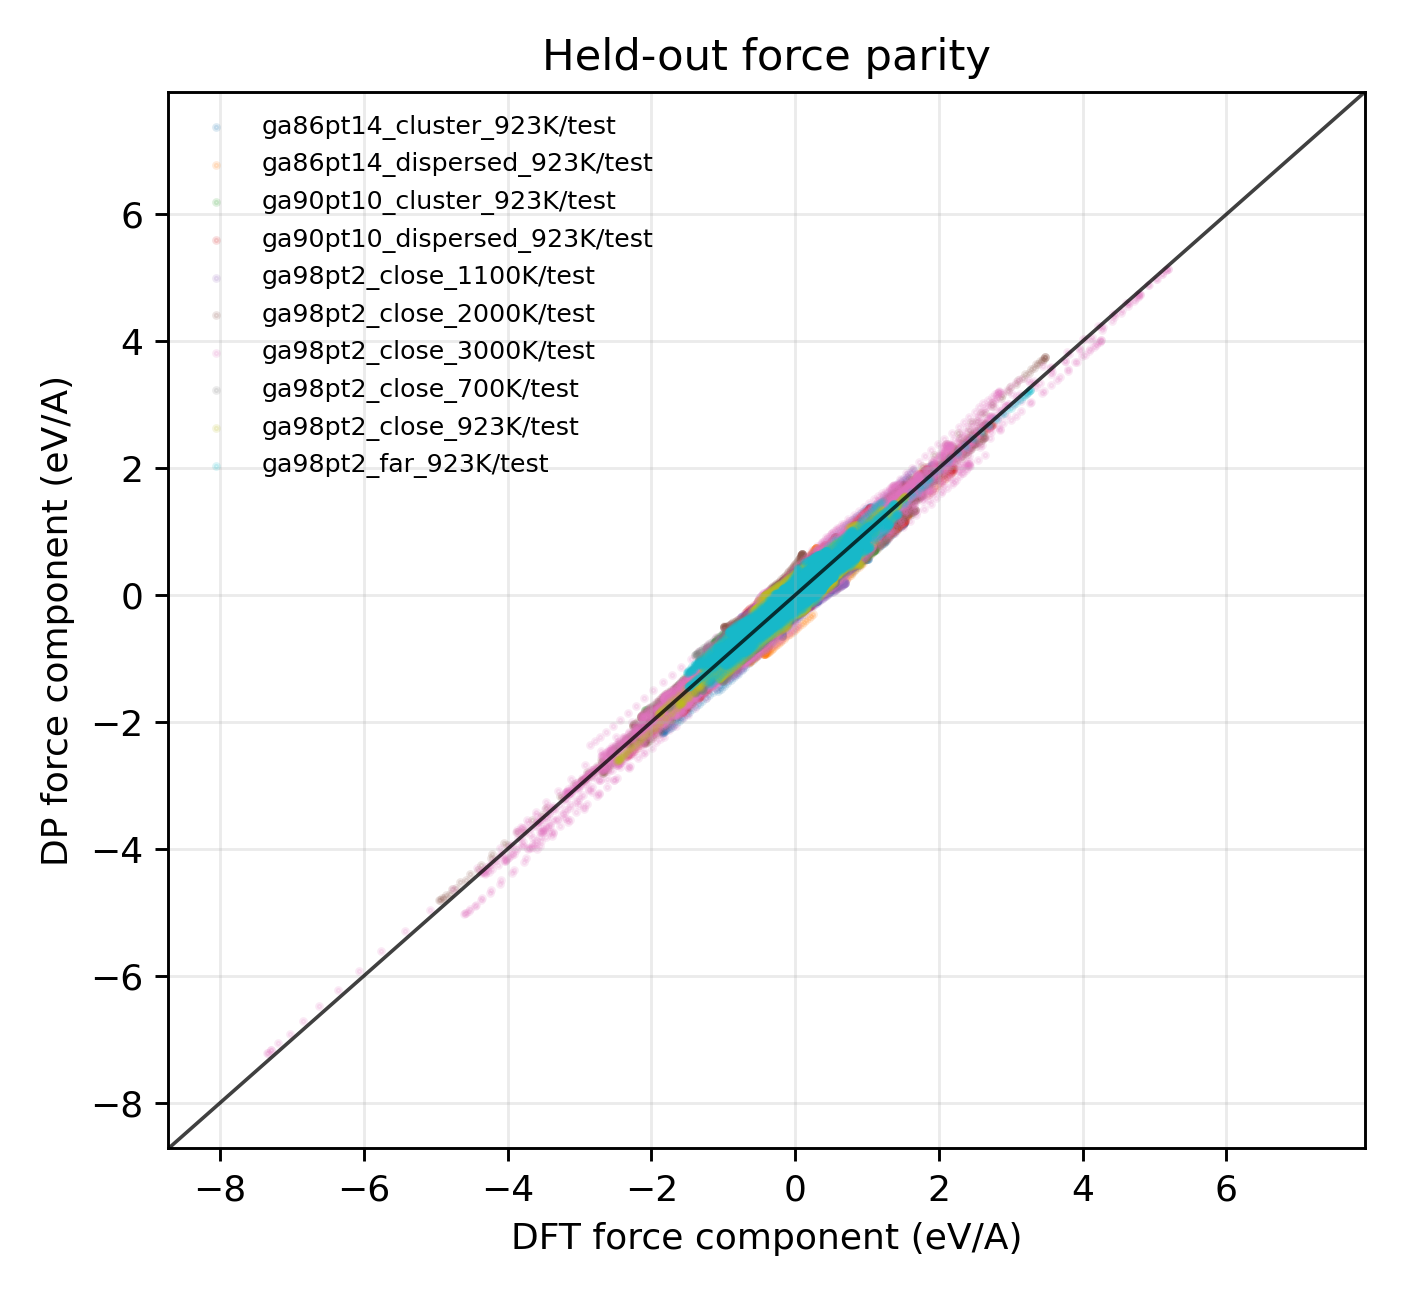 Held-out force parity
ga86pt14_cluster_923K/test
ga86pt14_dispersed_923K/test
ga90pt10_cluster_923K/test
ga90pt10_dispersed_923K/test
ga98pt2_close_1100K/test
ga98pt2_close_2000K/test
ga98pt2_close_3000K/test
ga98pt2_close_700K/test
ga98pt2_close_923K/test
ga98pt2_far_923K/test
DP force component (eV/A)
6
4
2
0
−2
−4
−6
−8
−8 −6 −4 −2 0 2 4 6
DFT force component (eV/A)